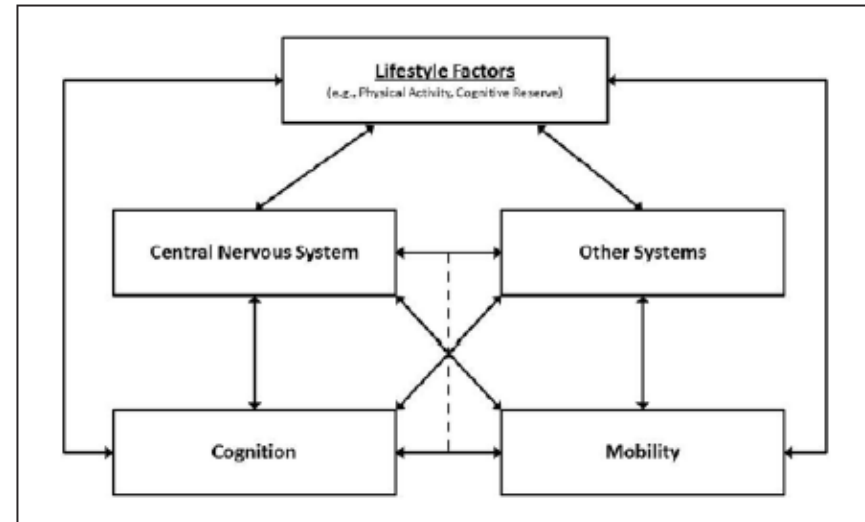 Lifestyle Factors
(e.g., Physical Activity, Cognitive Reserve)
Central Nervous System
Other Systems
Cognition
Mobility